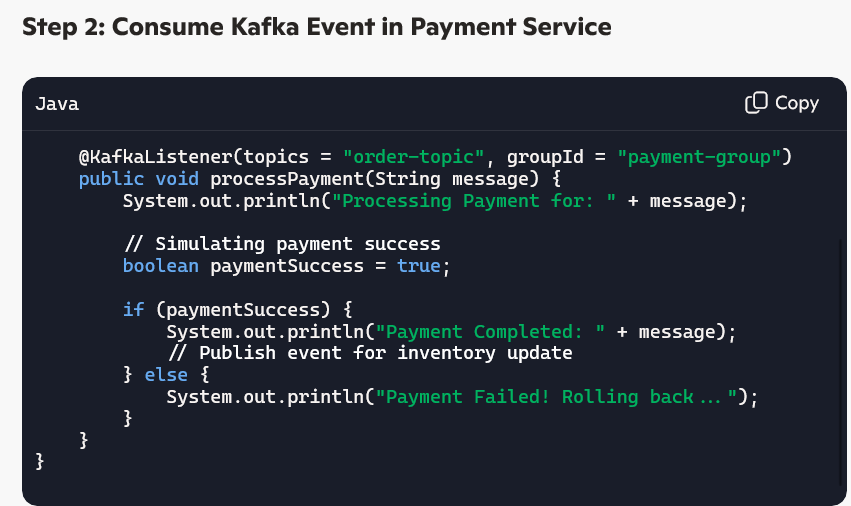 Step 2: Consume Kafka Event in Payment Service
Java
Copy
@KafkaListener(topics = "order-topic", groupId = "payment-group")
public void processPayment(String message) {
System.out.println("Processing Payment for: " + message);
// Simulating payment success
boolean paymentSuccess = true;
if (paymentSuccess) {
System.out.println("Payment Completed: " + message);
// Publish event for inventory update
} else {
System.out.println("Payment Failed! Rolling back...");
}
}
}